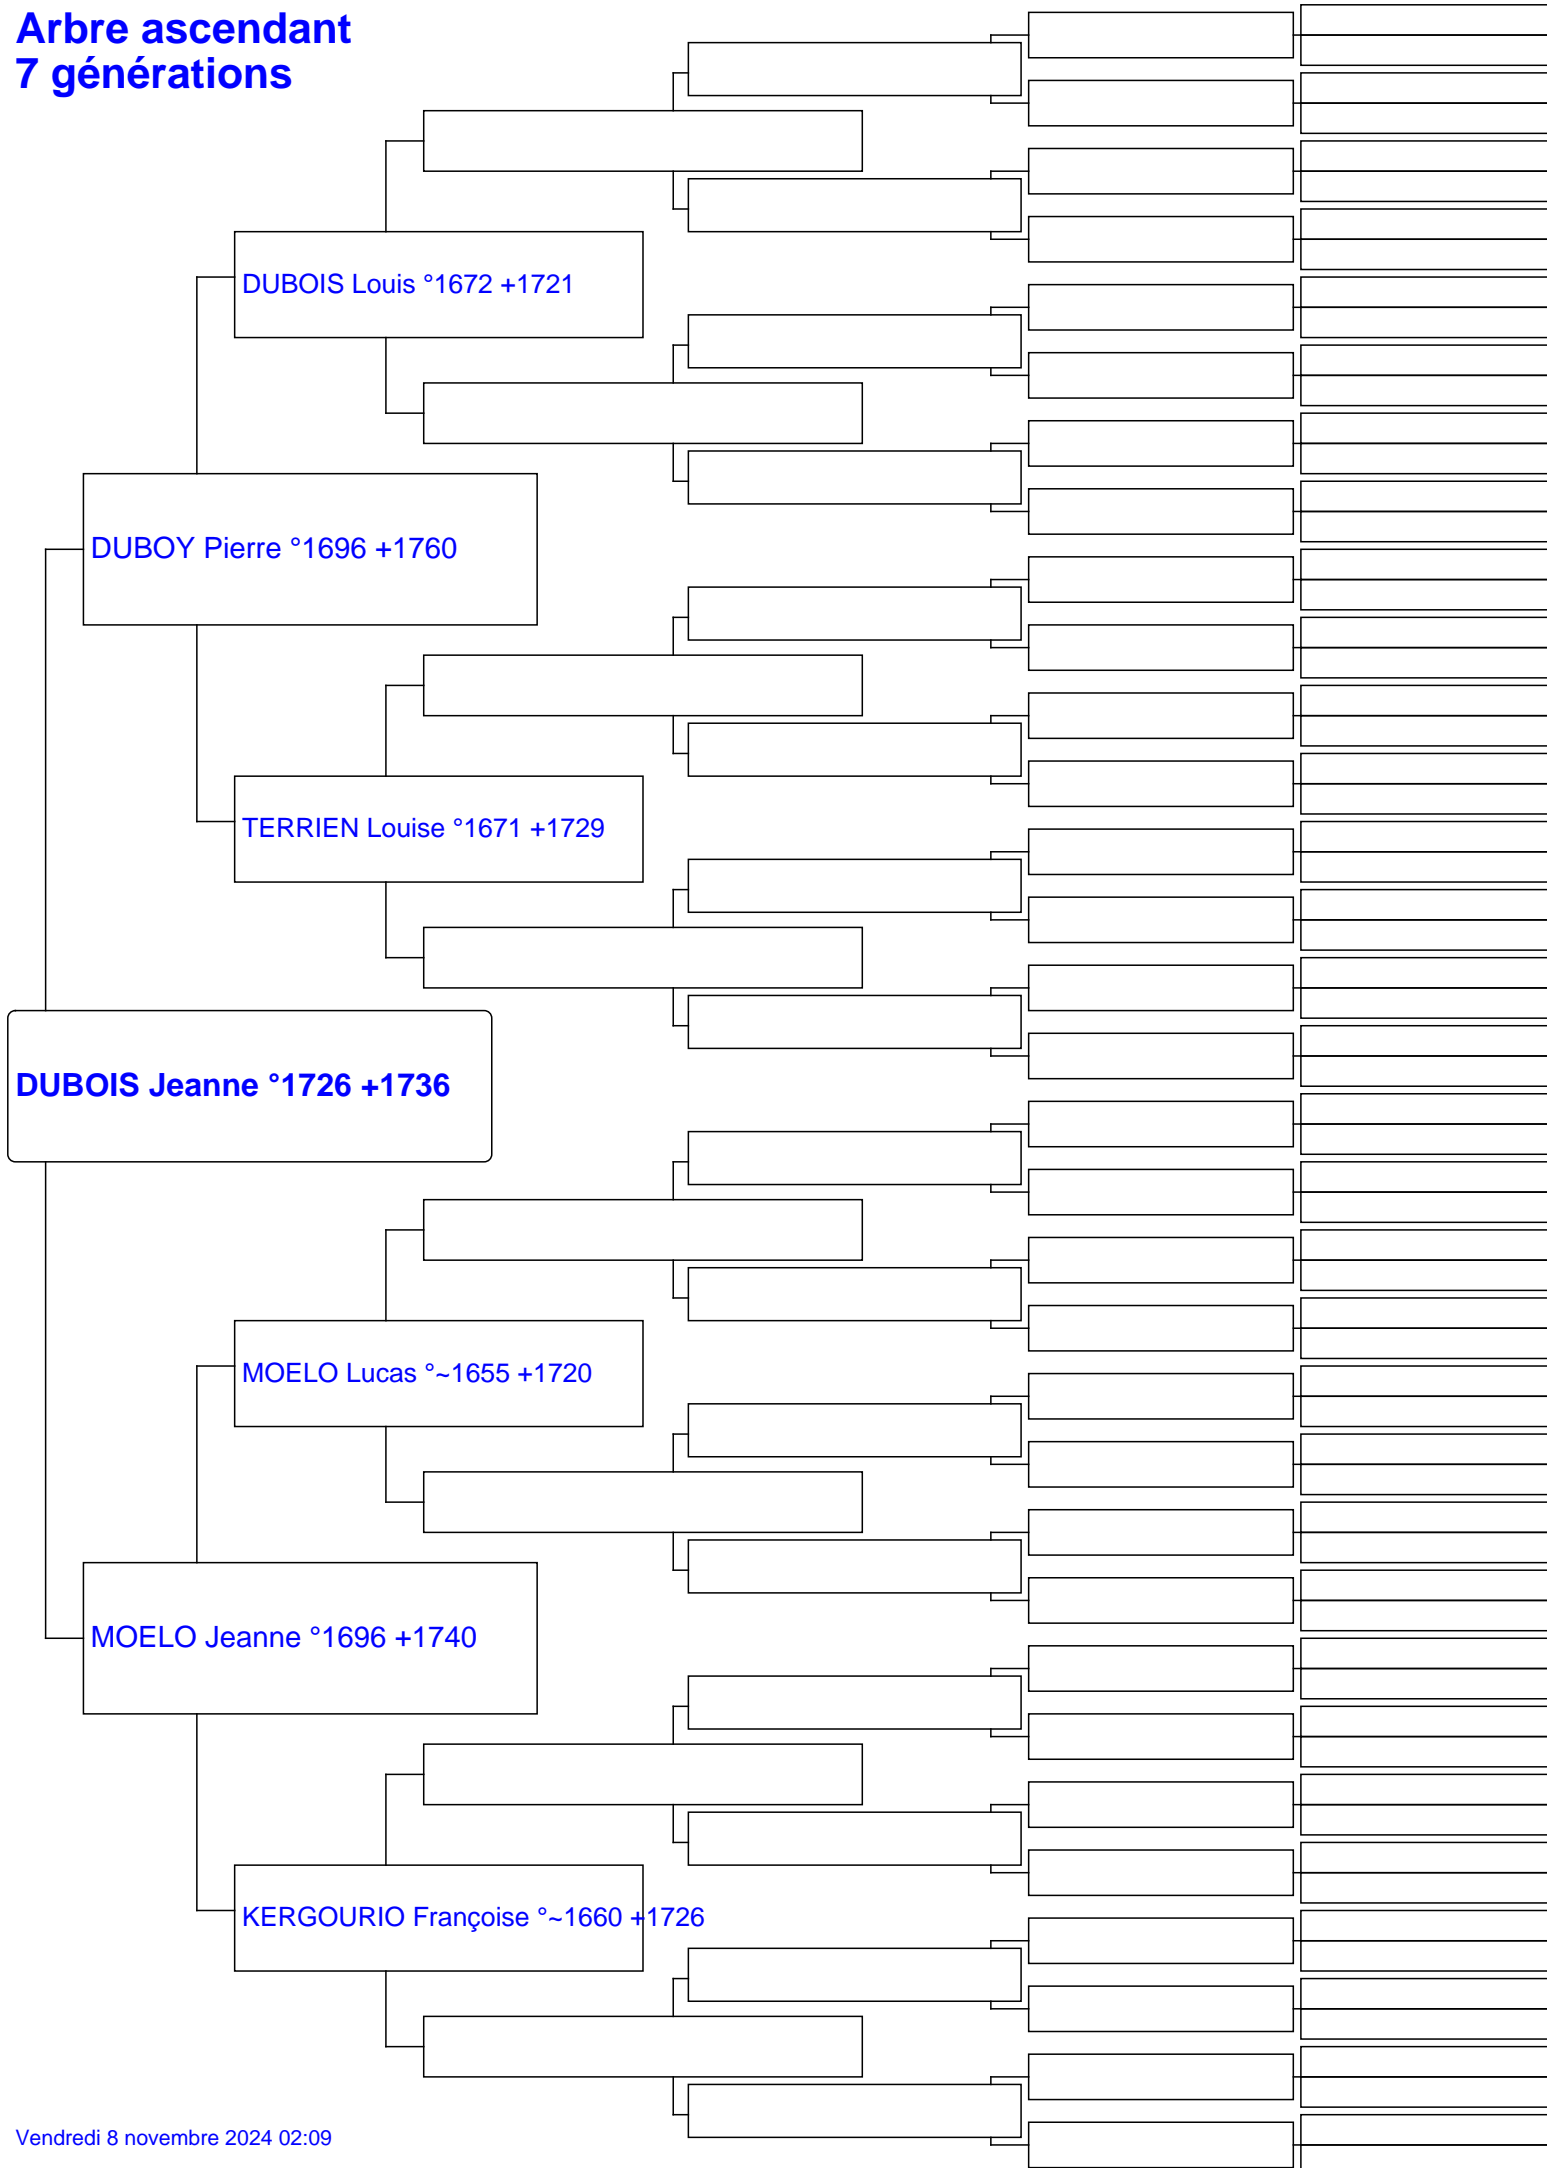 Arbre ascendant
7 générations
DUBOIS Louis °1672 +1721
DUBOY Pierre °1696 +1760
TERRIEN Louise °1671 +1729
DUBOIS Jeanne °1726 +1736
MOELO Lucas °~1655 +1720
MOELO Jeanne °1696 +1740
KERGOURIO Françoise °~1660 +1726
Vendredi 8 novembre 2024 02:09